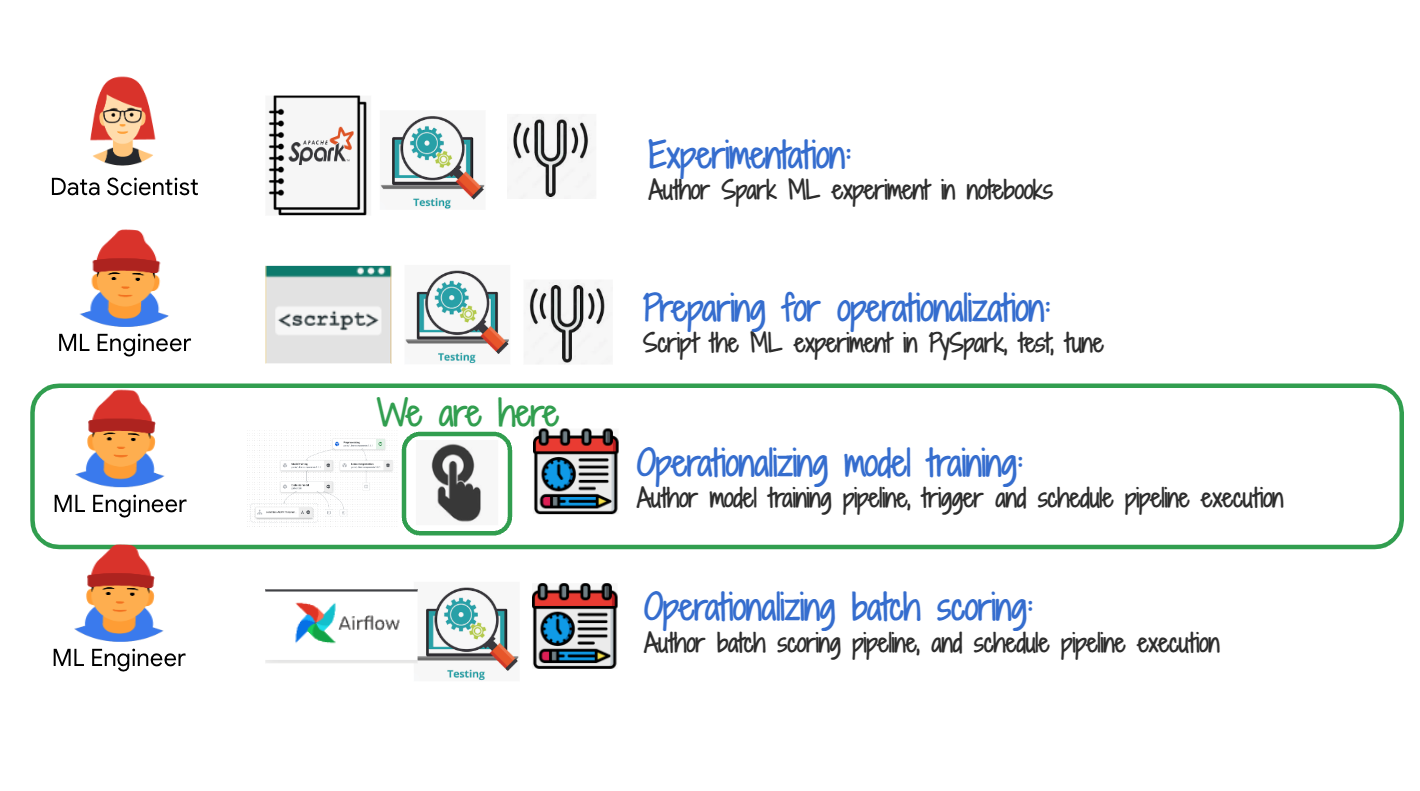 APACHE
Spark
Testing
Experimentation:
Author Spark ML experiment in notebooks
Data Scientist
<script>
Testing
Preparing for operationalization:
Script the ML experiment in PySpark, test, tune
ML Engineer
We are here
Operationalizing model training:
Author model training pipeline, trigger and schedule pipeline execution
ML Engineer
Airflow
Testing
Operationalizing batch scoring:
Author batch scoring pipeline, and schedule pipeline execution
ML Engineer